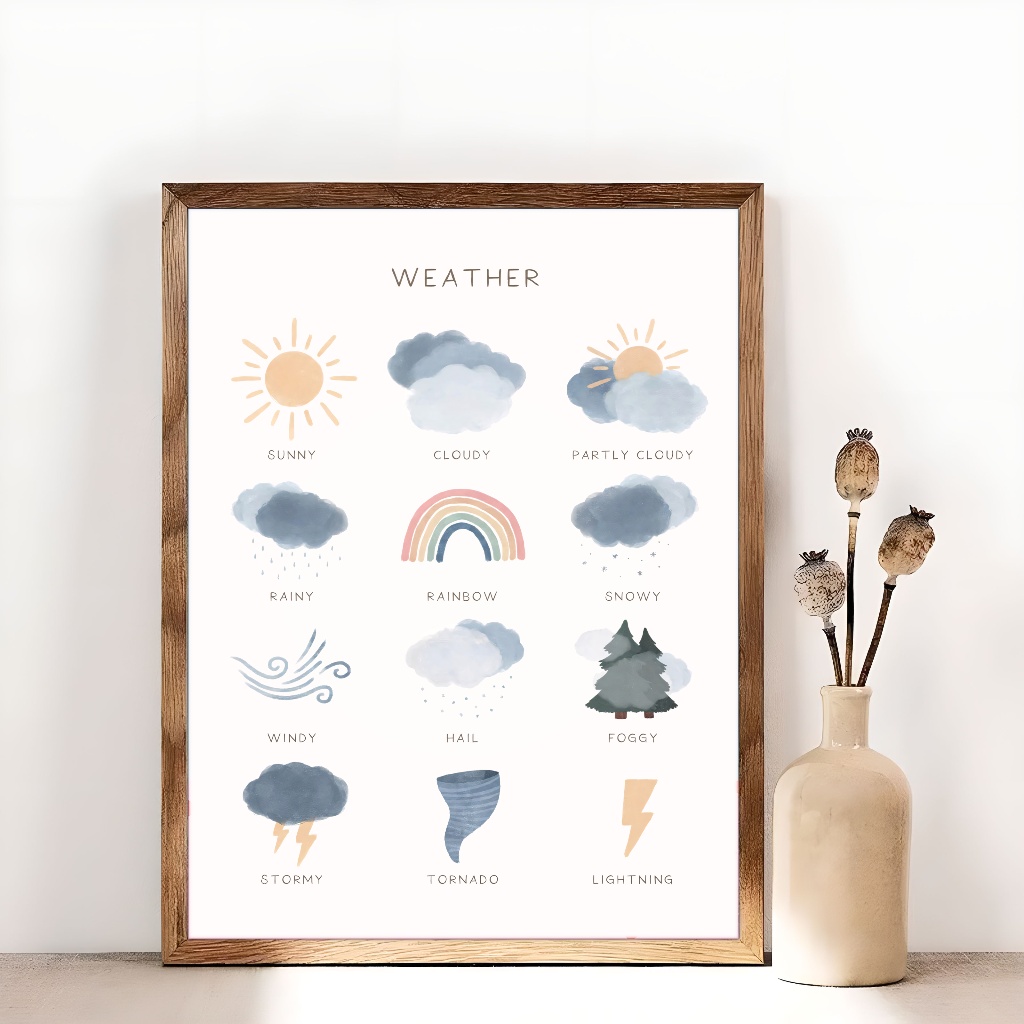 WEATHER
SUNNY
CLOUDY
PARTLY CLOUDY
RAINY
RAINBOW
SNOWY
WINDY
HAIL
FOGGY
STORMY
TORNADO
LIGHTNING